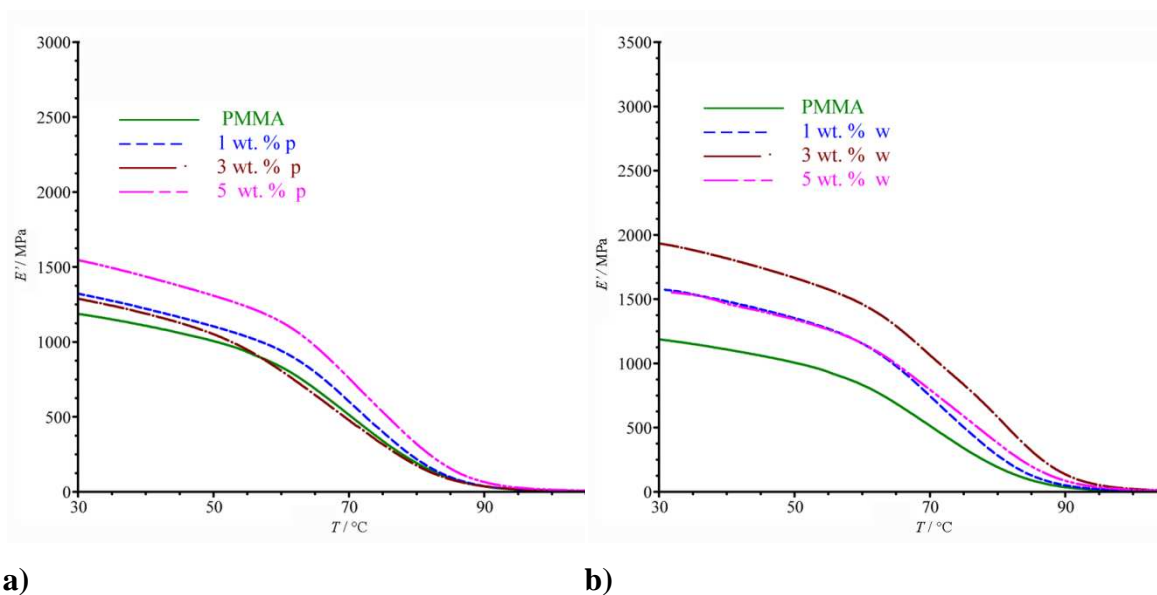 3000
2500
2000
1500
1000
500
0
E'/ MPa
PMMA
1 wt. % p
3 wt. % p
5 wt. % p
30
50
70
90
T / °C
a)
3500
3000
2500
2000
1500
1000
500
0
E'/ MPa
PMMA
1 wt. % w
3 wt. % w
5 wt. % w
30
50
70
90
T / °C
b)